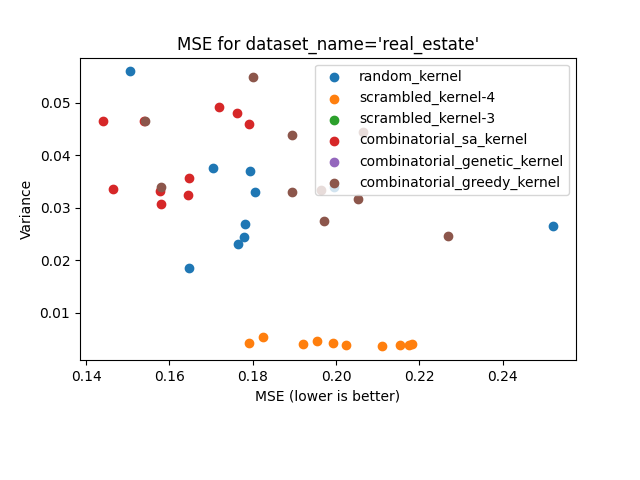 MSE for dataset_name='real_estate'
random_kernel
scrambled_kernel-4
scrambled_kernel-3
combinatorial_sa_kernel
combinatorial_genetic_kernel
combinatorial_greedy_kernel
0.05
0.04
0.03
0.02
0.01
Variance
0.14 0.16 0.18 0.20 0.22 0.24
MSE (lower is better)